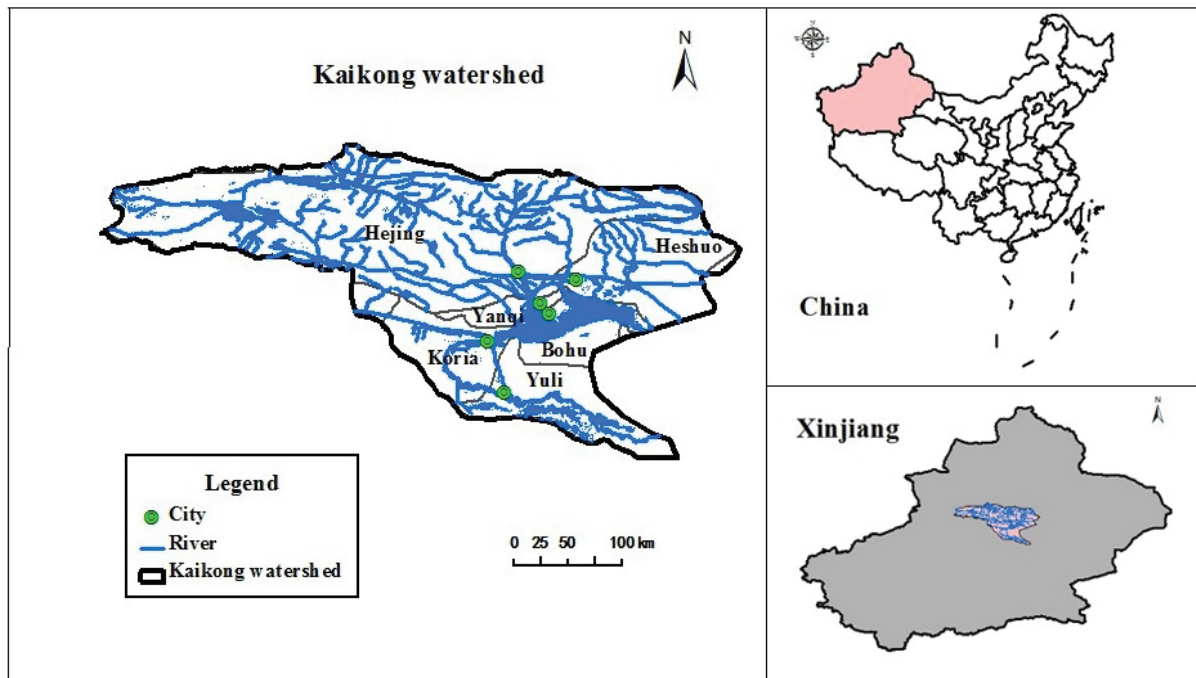 Kaikong watershed
N
Hejing
Heshuo
Yanqi
Bohu
Korla
Yuli
Legend
City
River
Kaikong watershed
0 25 50 100 km
China
Xinjiang
N